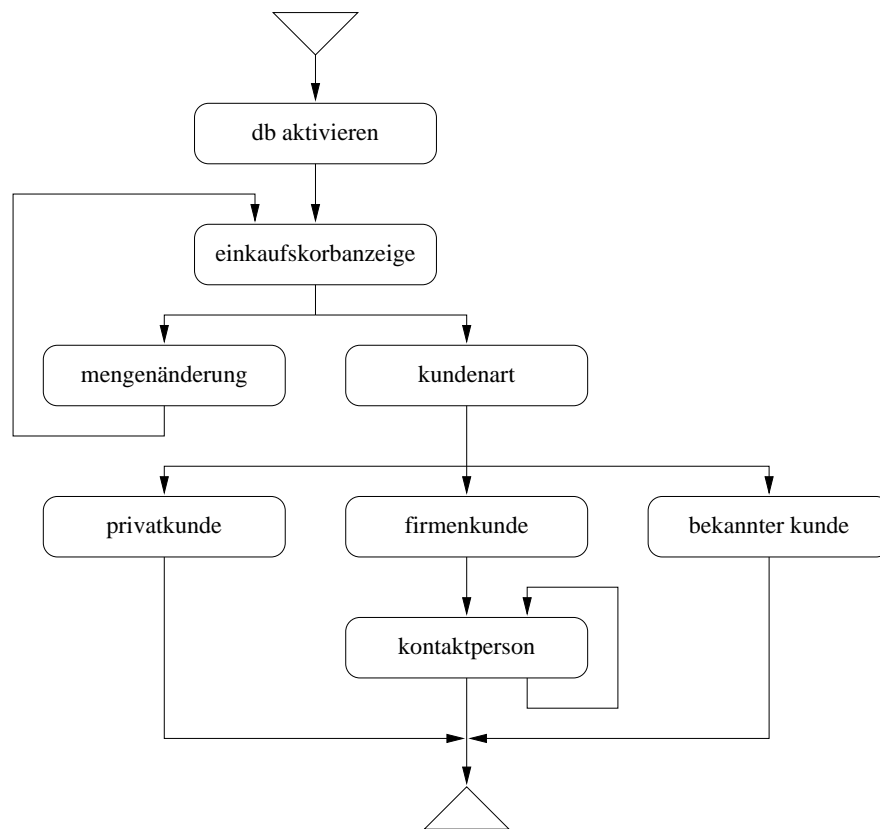 db aktivieren
einkaufskorbanzeige
mengenänderung
kundenart
privatkunde
firmenkunde
bekannter kunde
kontaktperson